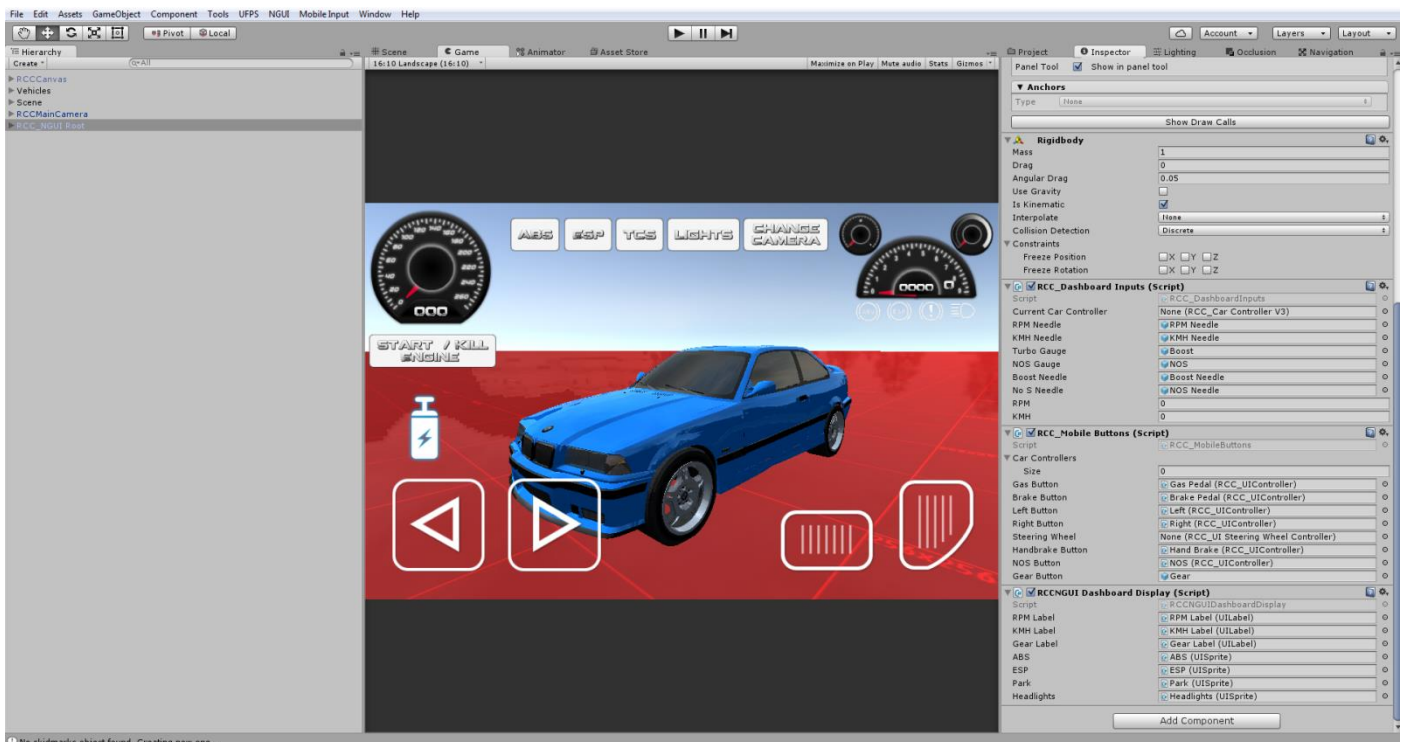 File Edit Assets GameObject Component Tools UFPS NGUI Mobile Input Window Help
Pivot Local Account Layers Layout
Hierarchy Scene Game Animator Asset Store Project Inspector Lighting Occlusion Navigation
Create All 16:10 Landscape (16:10) Maximize on Play Mute audio Stats Gizmos
RCCCanvas
Vehicles
Scene
RCCMainCamera
RCC_NGUI Root
ABS ESP TCS LIGHTS CHANGE
CAMERA
000
0000 d
START / KILL
ENGINE
Panel Tool Show in panel tool
Anchors
Type None
Show Draw Calls
Rigidbody
Mass 1
Drag 0
Angular Drag 0.05
Use Gravity
Is Kinematic
Interpolate None
Collision Detection Discrete
Constraints
Freeze Position X Y Z
Freeze Rotation X Y Z
RCC_Dashboard Inputs (Script)
Script RCC_DashboardInputs
Current Car Controller None (RCC_Car Controller V3)
RPM Needle RPM Needle
KMH Needle KMH Needle
Turbo Gauge Boost
NOS Gauge NOS
Boost Needle Boost Needle
No S Needle NOS Needle
RPM 0
KMH 0
RCC_Mobile Buttons (Script)
Script RCC_MobileButtons
Car Controllers
Size 0
Gas Button Gas Pedal (RCC_UIController)
Brake Button Brake Pedal (RCC_UIController)
Left Button Left (RCC_UIController)
Right Button Right (RCC_UIController)
Steering Wheel None (RCC_UI Steering Wheel Controller)
Handbrake Button Hand Brake (RCC_UIController)
NOS Button NOS (RCC_UIController)
Gear Button Gear
RCCNGUI Dashboard Display (Script)
Script RCCNGUIDashboardDisplay
RPM Label RPM Label (UILabel)
KMH Label KMH Label (UILabel)
Gear Label Gear Label (UILabel)
ABS ABS (UISprite)
ESP ESP (UISprite)
Park Park (UISprite)
Headlights Headlights (UISprite)
Add Component
No skidmarks object found. Creating new one